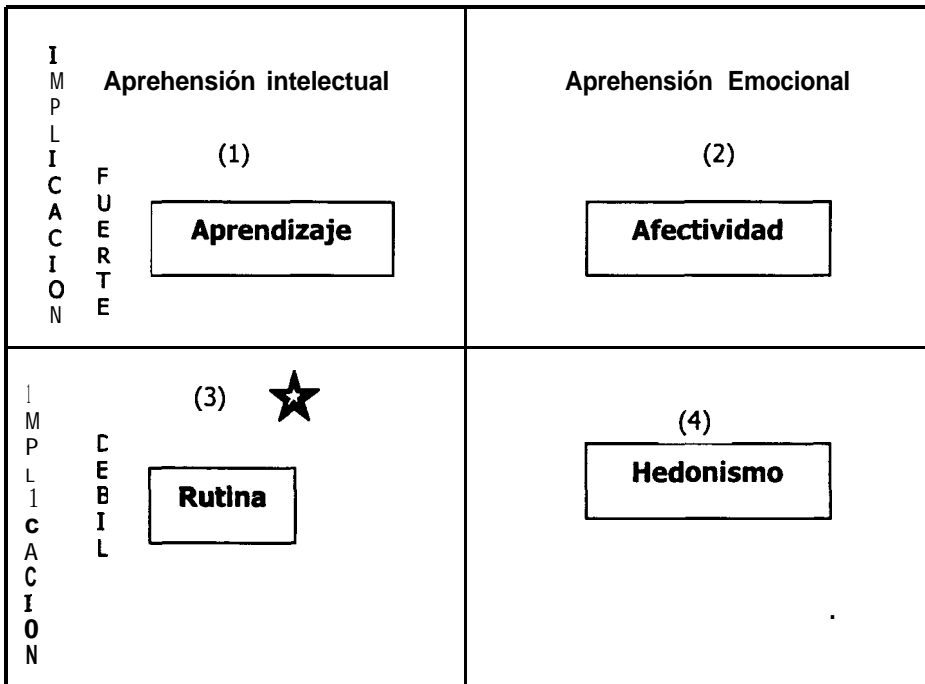 IMPLICACION
FUERTE
Aprehensión intelectual
(1)
Aprendizaje
Aprehensión Emocional
(2)
Afectividad
IMPLICACION
DEBIL
(3)
Rutina
(4)
Hedonismo